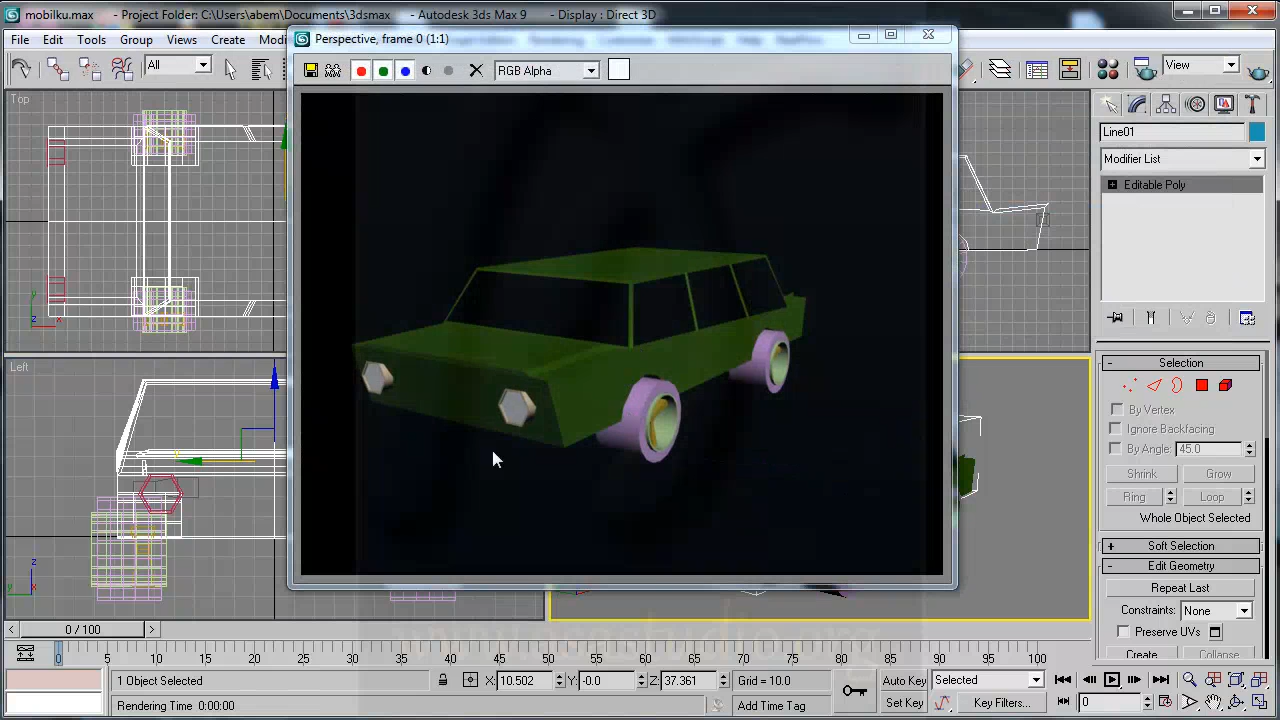 mobilku.max - Project Folder: C:\Users\abem\Documents\3dsmax - Autodesk 3ds Max 9 - Display : Direct 3D
File Edit Tools Group Views Create Modi
Perspective, frame 0 (1:1)
All
View
RGB Alpha
Top
Left
Line01
Modifier List
Editable Poly
Selection
By Vertex
Ignore Backfacing
By Angle: 45.0
Shrink Grow
Ring Loop
Whole Object Selected
Soft Selection
Edit Geometry
Repeat Last
Constraints: None
Preserve UVs
Create Collapse
0 / 100
0 5 10 15 20 25 30 35 40 45 50 55 60 65 70 75 80 85 90 95 100
1 Object Selected X: 10.502 Y: -0.0 Z: 37.361 Grid = 10.0 Auto Key Selected
Rendering Time 0:00:00 Add Time Tag Set Key Key Filters... 0